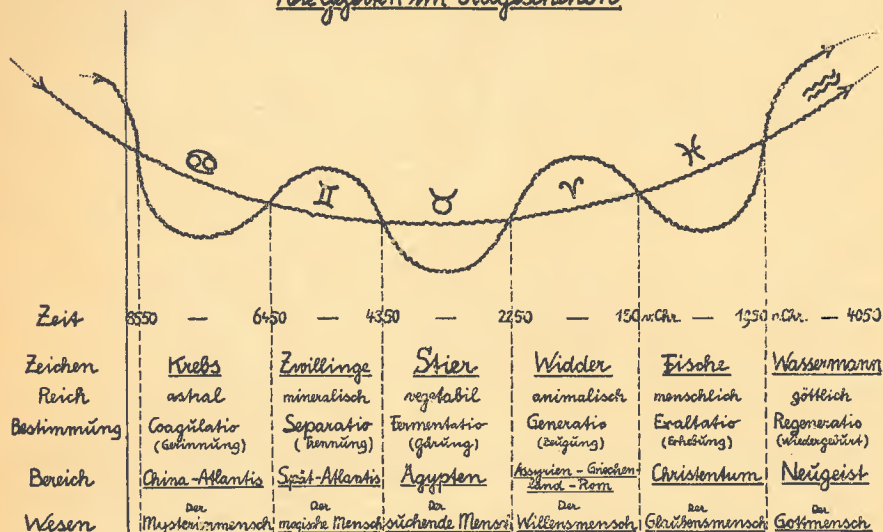 ♋ ♊ ♉ ♈ ♓ ♒
Zeit 8550 — 6450 — 4350 — 2250 — 150 v. Chr. — 1950 n. Chr. — 4050
Zeichen Krebs Zwillinge Stier Widder Fische Wassermann
Reich astral mineralisch vegetabil animalisch menschlich göttlich
Bestimmung Coagulatio Separatio Fermentatio Generatio Exaltatio Regeneratio
(Gerinnung) (Trennung) (Gärung) (Zeugung) (Erhebung) (Wiedergeburt)
Bereich China-Atlantis Spät-Atlantis Ägypten Assyrien-Griechen-
land-Rom Christentum Neugeist
Der Der Der Der Der Der
Wesen Mysterienmensch magische Mensch suchende Mensch Willensmensch Glaubensmensch Gottmensch